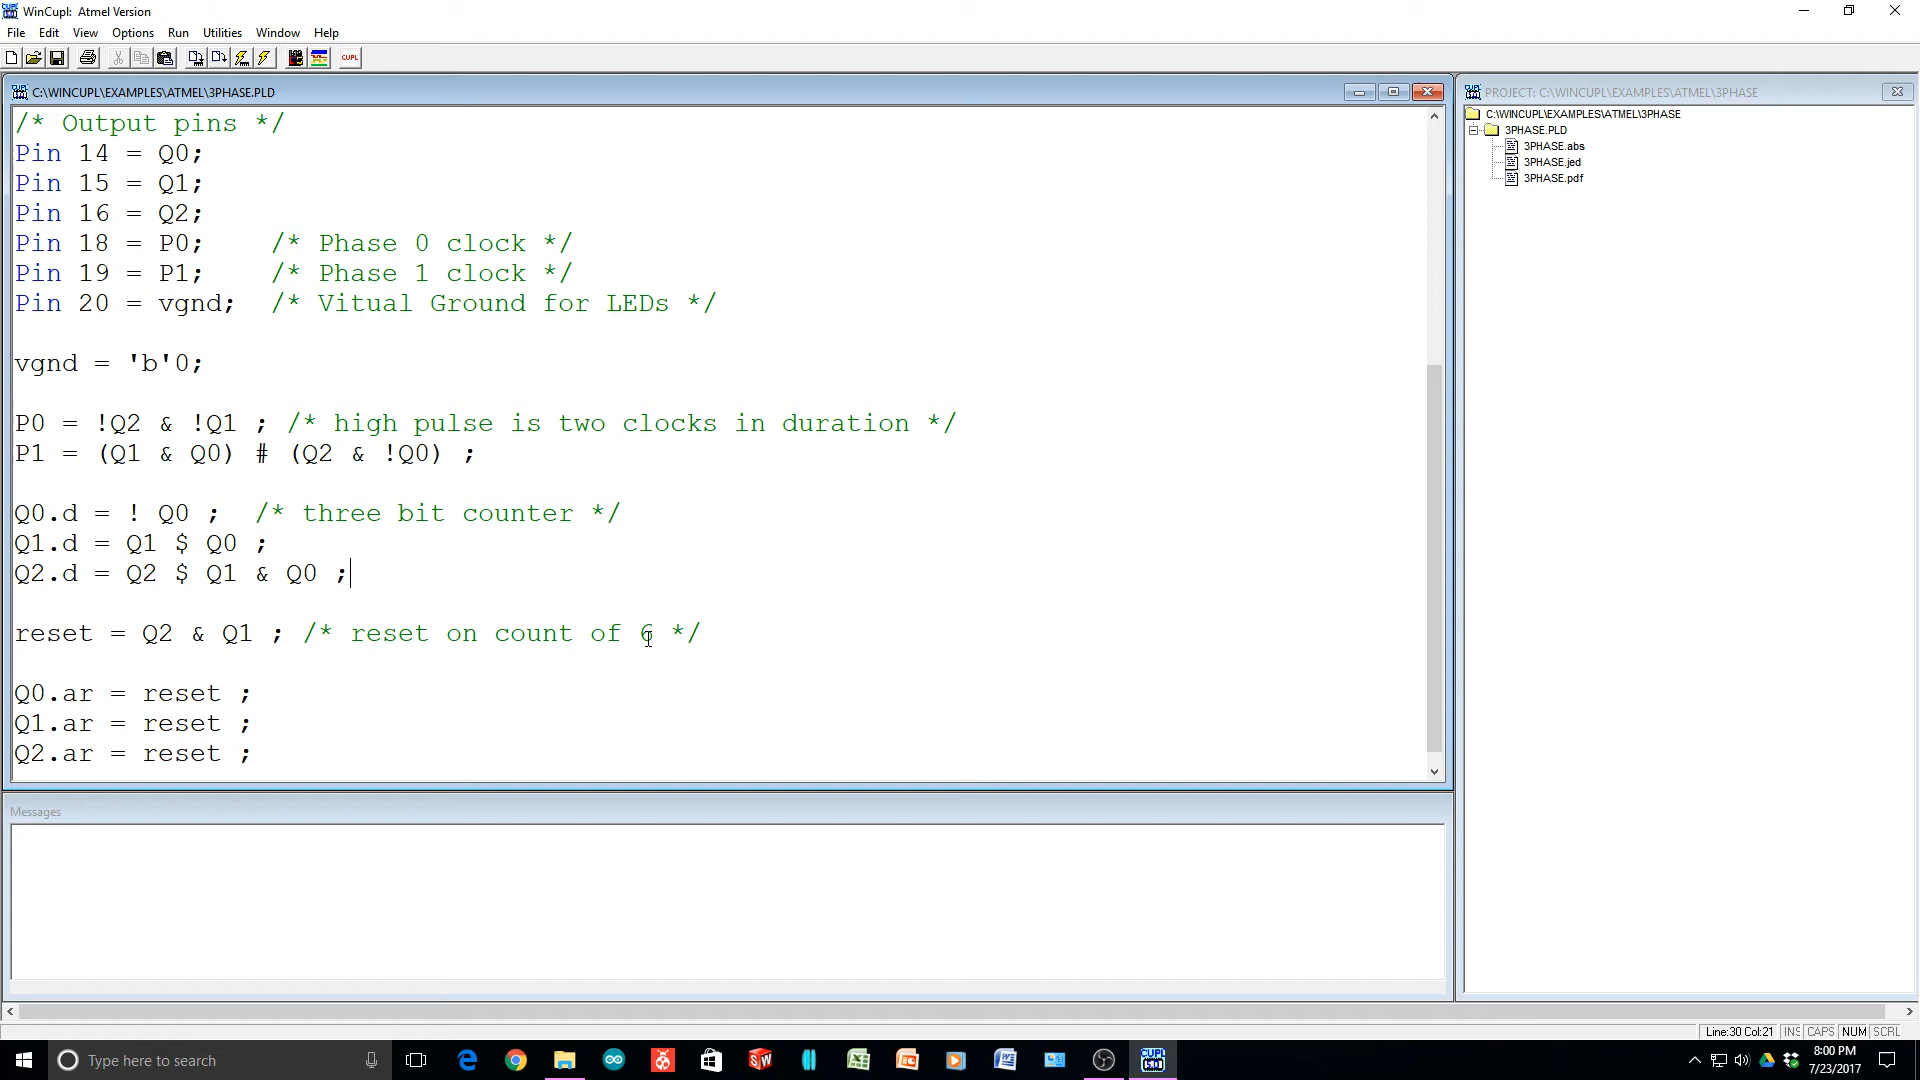 WinCupl: Atmel Version
File Edit View Options Run Utilities Window Help
CUPL
C:\WINCUPL\EXAMPLES\ATMEL\3PHASE.PLD
/* Output pins */
Pin 14 = Q0;
Pin 15 = Q1;
Pin 16 = Q2;
Pin 18 = P0; /* Phase 0 clock */
Pin 19 = P1; /* Phase 1 clock */
Pin 20 = vgnd; /* Vitual Ground for LEDs */
vgnd = 'b'0;
P0 = !Q2 & !Q1 ; /* high pulse is two clocks in duration */
P1 = (Q1 & Q0) # (Q2 & !Q0) ;
Q0.d = ! Q0 ; /* three bit counter */
Q1.d = Q1 $ Q0 ;
Q2.d = Q2 $ Q1 & Q0 ;
reset = Q2 & Q1 ; /* reset on count of 6 */
Q0.ar = reset ;
Q1.ar = reset ;
Q2.ar = reset ;
PROJECT: C:\WINCUPL\EXAMPLES\ATMEL\3PHASE
C:\WINCUPL\EXAMPLES\ATMEL\3PHASE
3PHASE.PLD
3PHASE.abs
3PHASE.jed
3PHASE.pdf
Messages
Line:30 Col:21 INS CAPS NUM SCRL
Type here to search
8:00 PM
7/23/2017